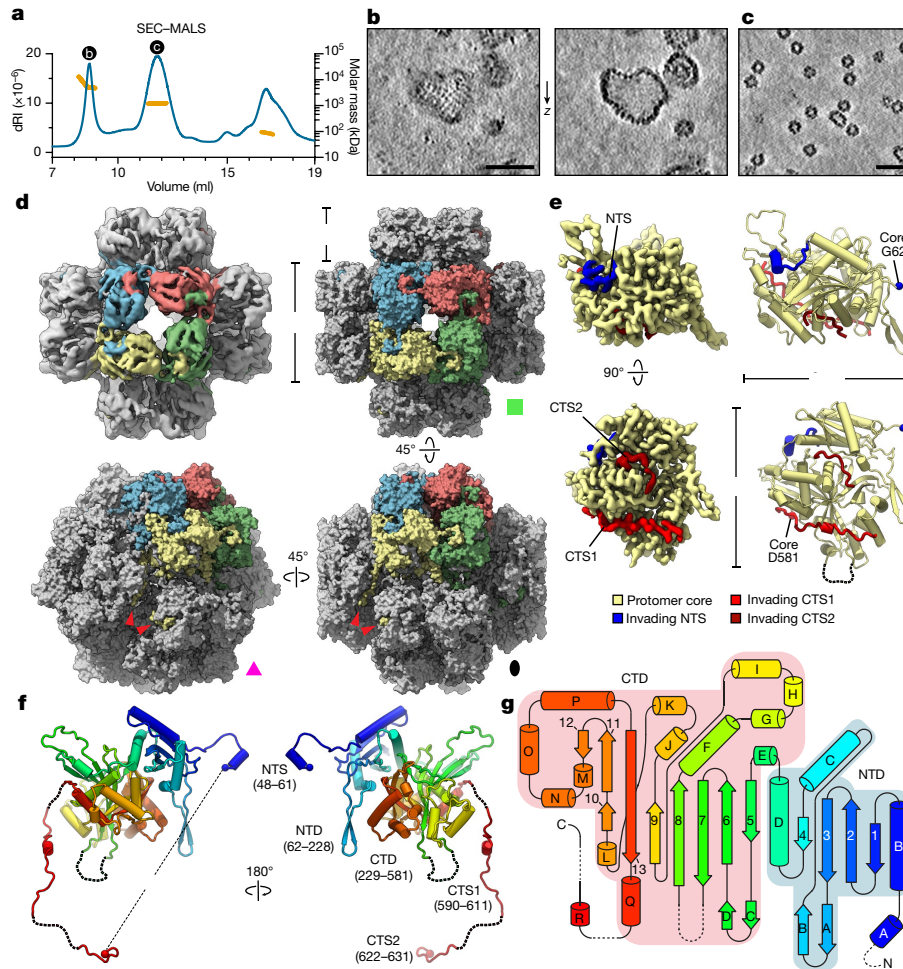 a
SEC–MALS
b
c
20
10
0
dRI (×10⁻⁶)
10⁵
10⁴
10³
10²
10
Molar mass (kDa)
7
10
15
19
Volume (ml)
b
z
c
d
45°
45°
e
NTS
Core
G62
90°
CTS2
CTS1
Core
D581
Protomer core
Invading NTS
Invading CTS1
Invading CTS2
f
180°
NTS
(48–61)
NTD
(62–228)
CTD
(229–581)
CTS1
(590–611)
CTS2
(622–631)
g
CTD
NTD
P
K
I
H
G
F
J
O
12
11
M
N
10
L
9
8
7
6
5
E
D
C
4
3
2
1
B
A
N
C
R
Q
13
D
C
B
A